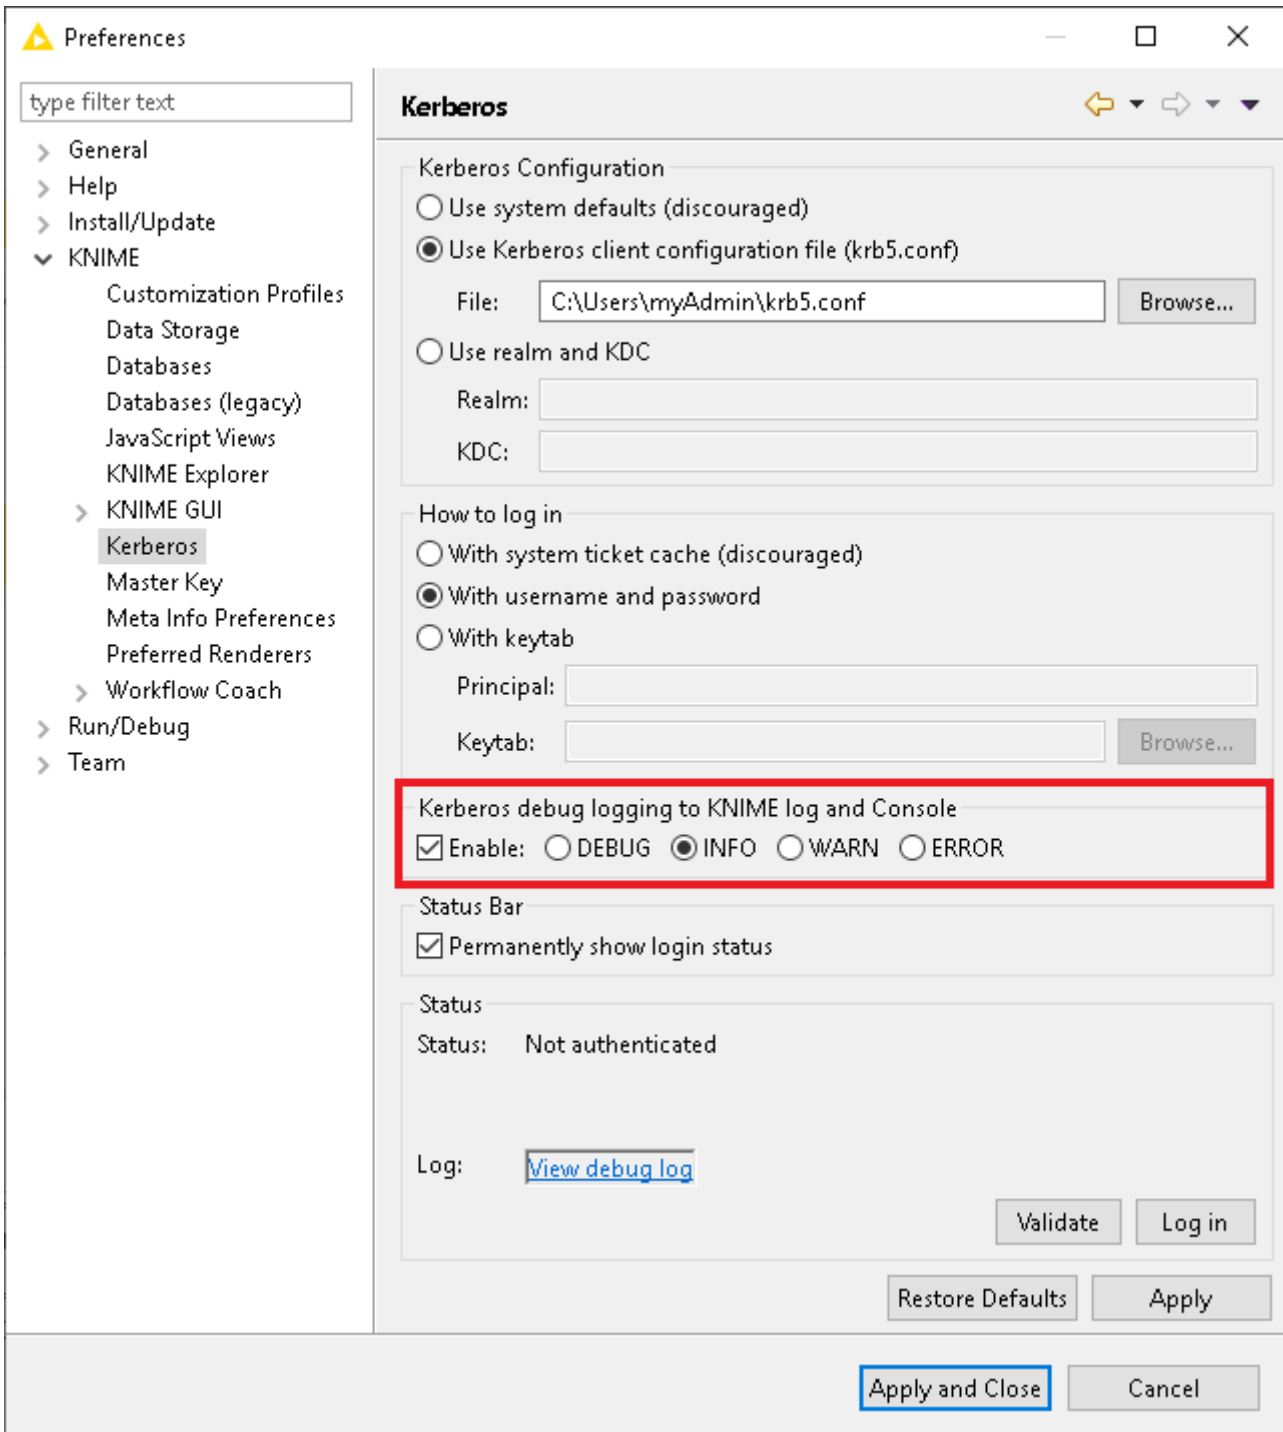 Preferences
type filter text
General
Help
Install/Update
KNIME
Customization Profiles
Data Storage
Databases
Databases (legacy)
JavaScript Views
KNIME Explorer
KNIME GUI
Kerberos
Master Key
Meta Info Preferences
Preferred Renderers
Workflow Coach
Run/Debug
Team
Kerberos
Kerberos Configuration
Use system defaults (discouraged)
Use Kerberos client configuration file (krb5.conf)
File: C:\Users\myAdmin\krb5.conf Browse...
Use realm and KDC
Realm:
KDC:
How to log in
With system ticket cache (discouraged)
With username and password
With keytab
Principal:
Keytab: Browse...
Kerberos debug logging to KNIME log and Console
Enable: DEBUG INFO WARN ERROR
Status Bar
Permanently show login status
Status
Status: Not authenticated
Log: View debug log
Validate Log in
Restore Defaults Apply
Apply and Close Cancel